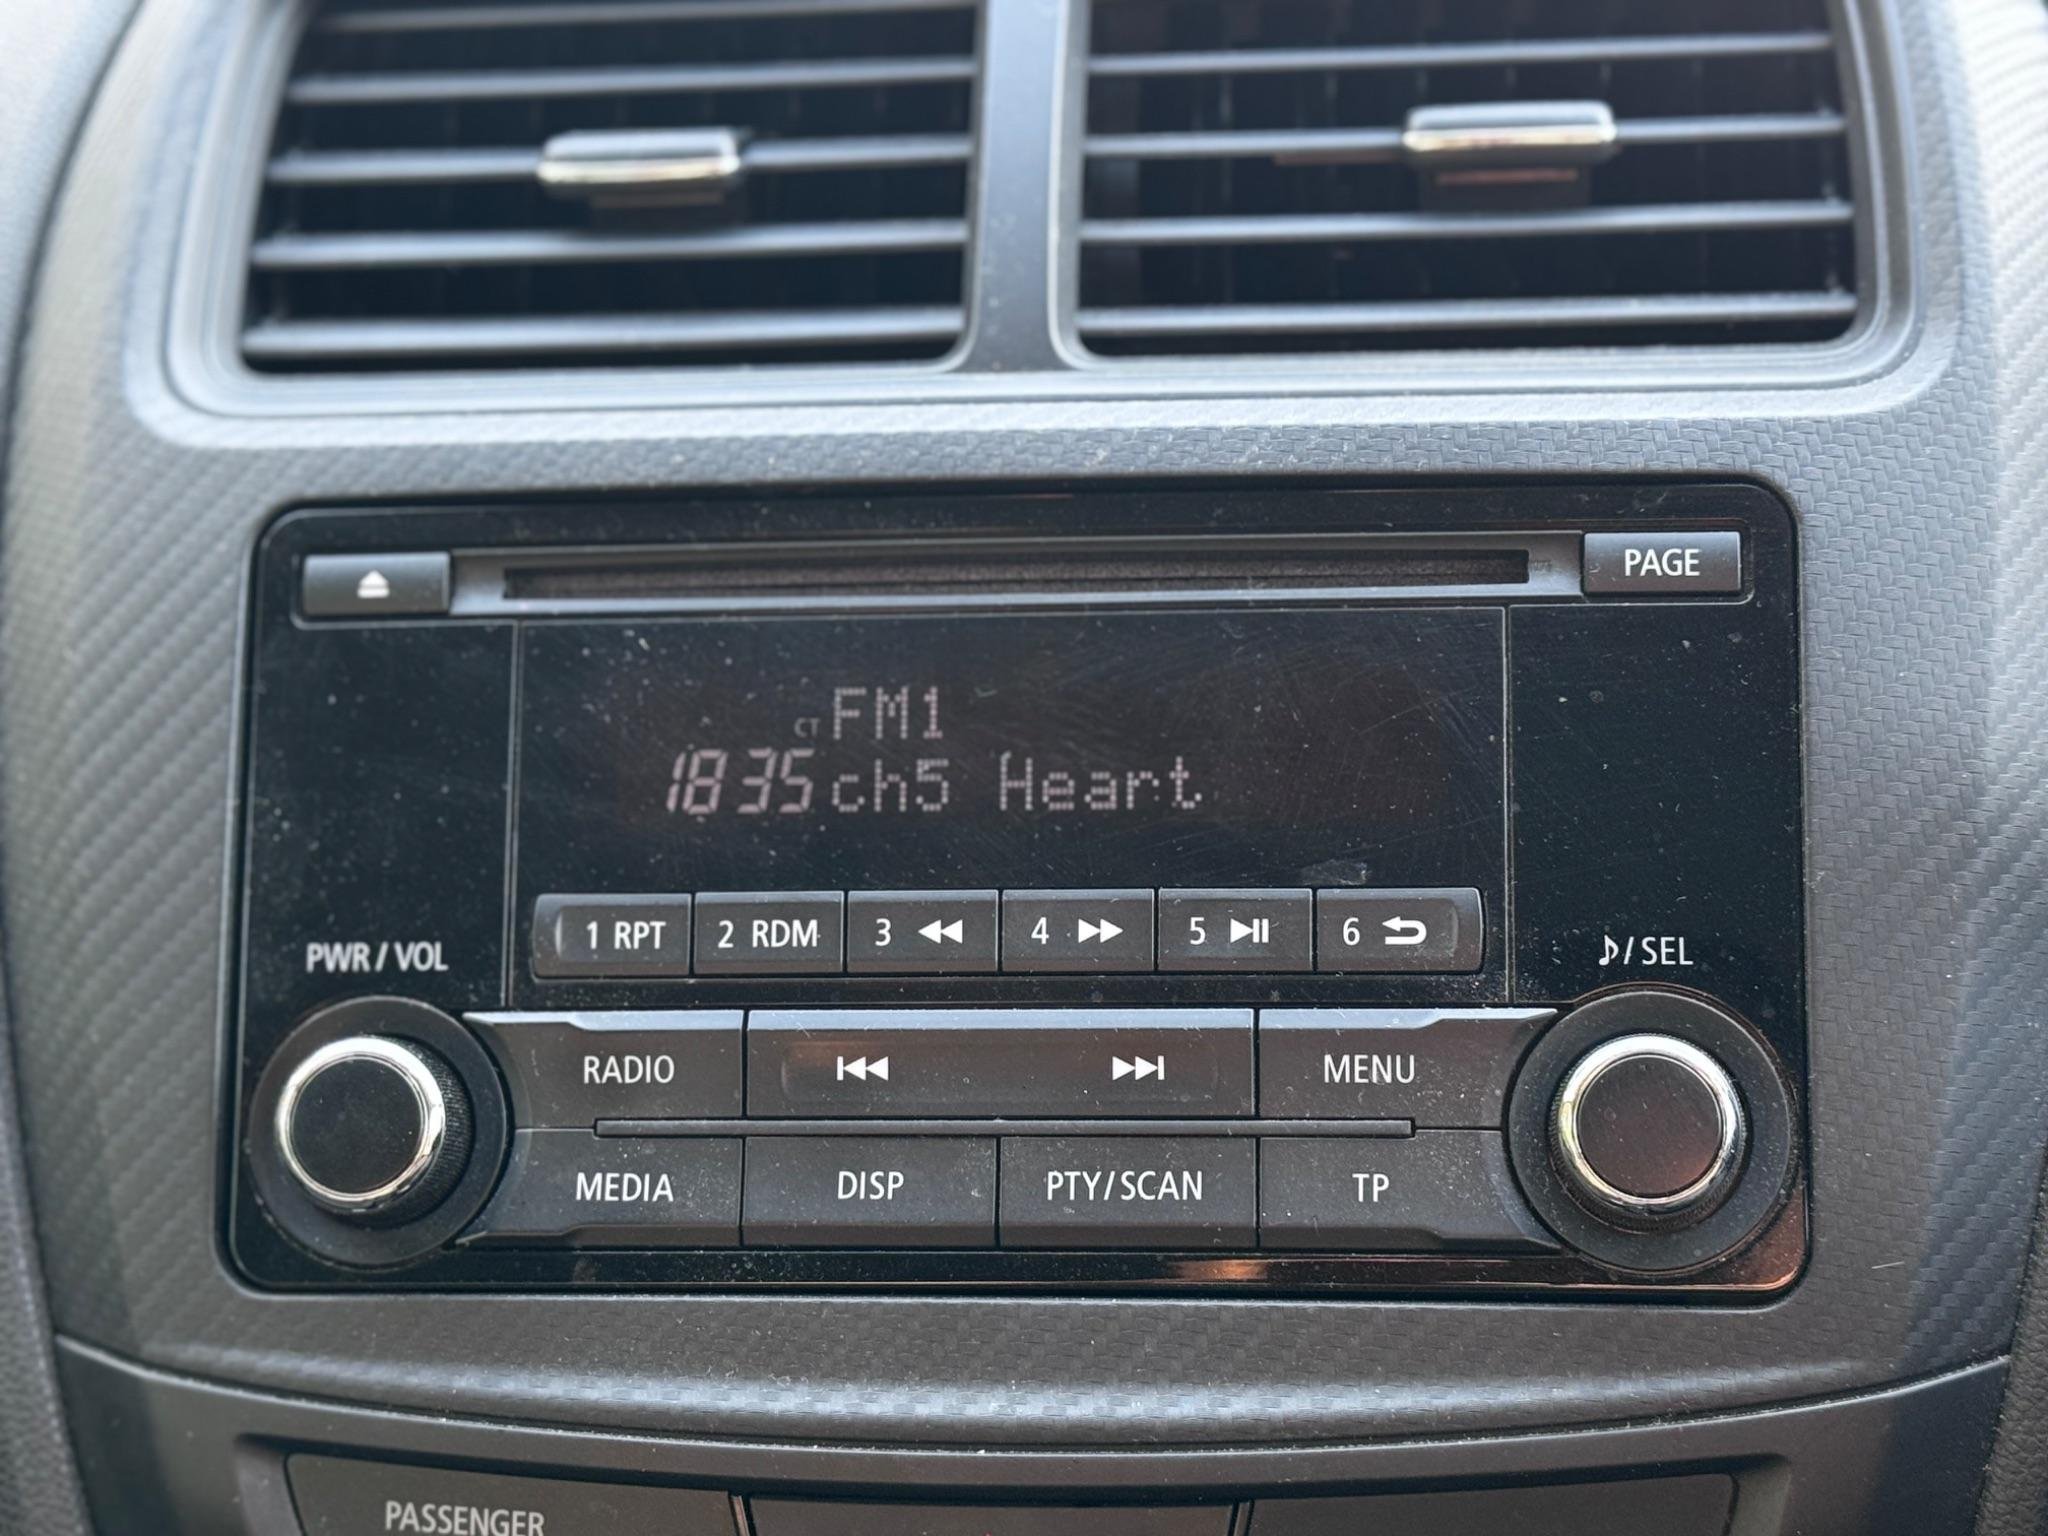 PAGE
CT FM1
18 35 ch5 Heart
1 RPT 2 RDM 3 4 5 6
PWR / VOL
♪/ SEL
RADIO MENU
MEDIA DISP PTY/SCAN TP
PASSENGER